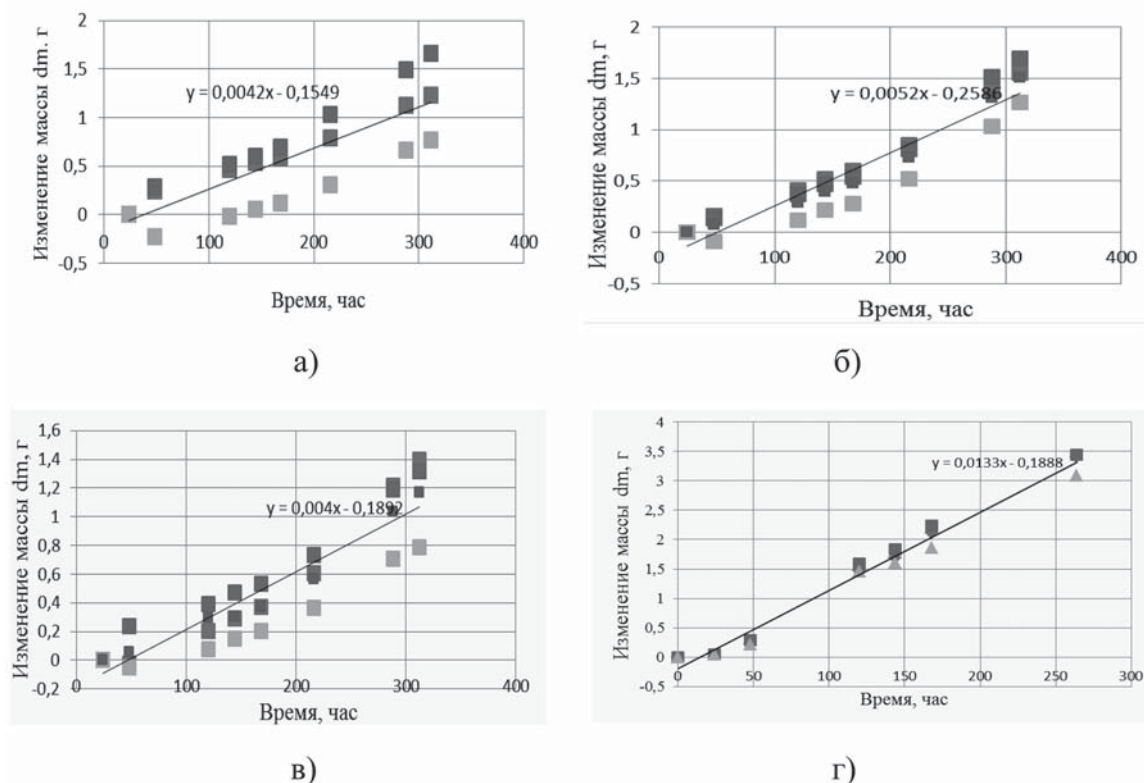 Изменение массы dm. г
2
1,5
1
0,5
0
-0,5
y = 0,0042x - 0,1549
0 100 200 300 400
Время, час
а)
Изменение массы dm, г
2
1,5
1
0,5
0
-0,5
y = 0,0052x - 0,2586
0 100 200 300 400
Время, час
б)
Изменение массы dm, г
1,6
1,4
1,2
1
0,8
0,6
0,4
0,2
0
-0,2
y = 0,004x - 0,1892
0 100 200 300 400
Время, час
в)
Изменение массы dm, г
4
3,5
3
2,5
2
1,5
1
0,5
0
-0,5
y = 0,0133x - 0,1888
0 50 100 150 200 250 300
Время, час
г)